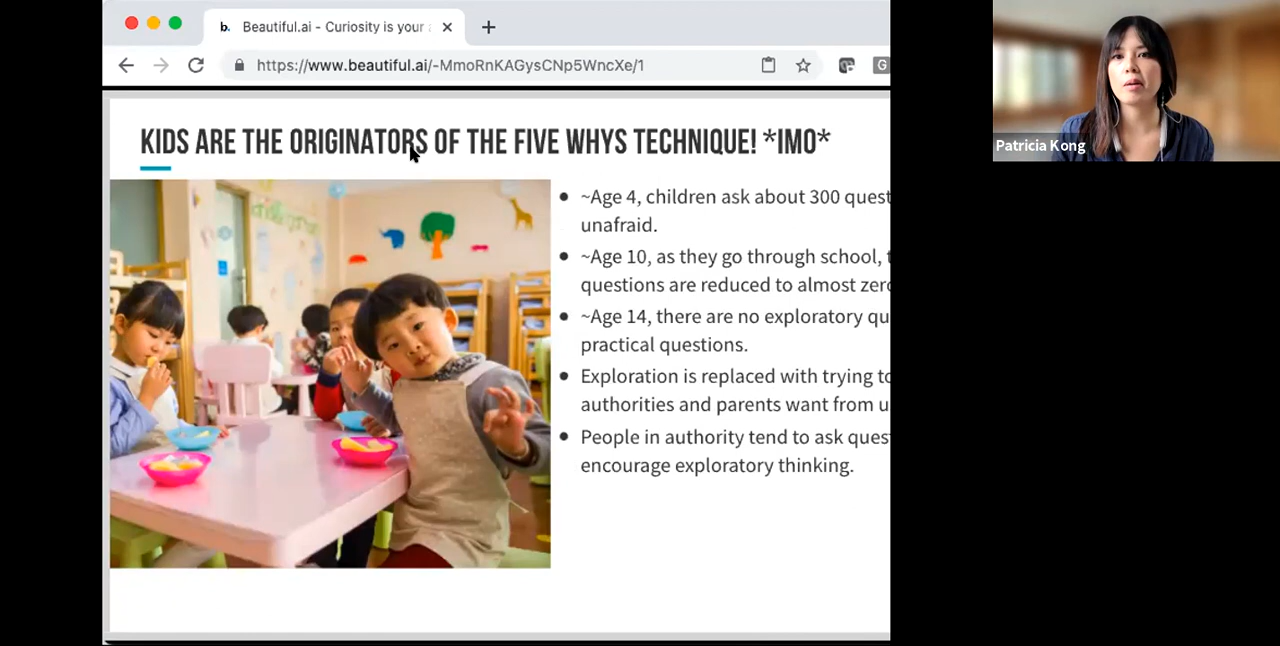 b. Beautiful.ai - Curiosity is your
https://www.beautiful.ai/-MmoRnKAGysCNp5WncXe/1
G
KIDS ARE THE ORIGINATORS OF THE FIVE WHYS TECHNIQUE! *IMO*
~Age 4, children ask about 300 quest
unafraid.
~Age 10, as they go through school, t
questions are reduced to almost zero
~Age 14, there are no exploratory qu
practical questions.
Exploration is replaced with trying to
authorities and parents want from u
People in authority tend to ask ques
encourage exploratory thinking.
Patricia Kong